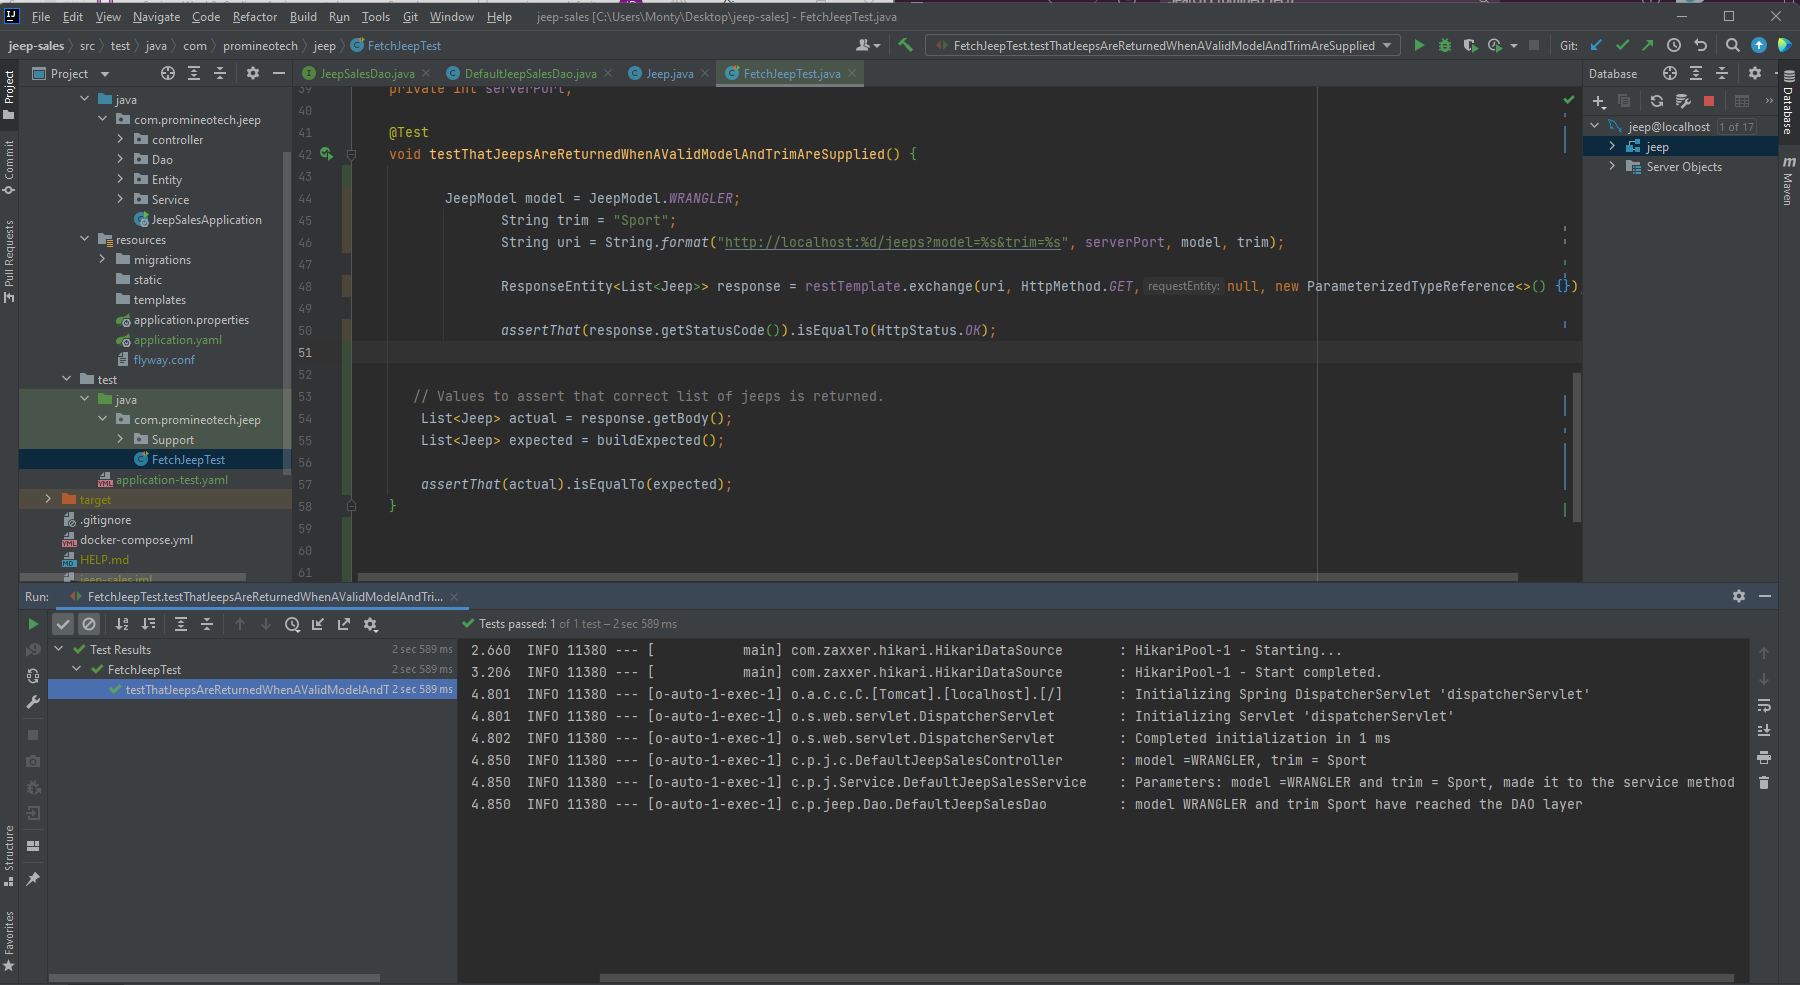 File Edit View Navigate Code Refactor Build Run Tools Git Window Help jeep-sales [C:\Users\Monty\Desktop\jeep-sales] - FetchJeepTest.java
jeep-sales src test java com promineotech jeep FetchJeepTest
FetchJeepTest.testThatJeepsAreReturnedWhenAValidModelAndTrimAreSupplied
Git:
Project
JeepSalesDao.java
DefaultJeepSalesDao.java
Jeep.java
FetchJeepTest.java
Database
Project
Commit
Pull Requests
Structure
Favorites
java
com.promineotech.jeep
controller
Dao
Entity
Service
JeepSalesApplication
resources
migrations
static
templates
application.properties
application.yaml
flyway.conf
test
java
com.promineotech.jeep
Support
FetchJeepTest
application-test.yaml
target
.gitignore
docker-compose.yml
HELP.md
jeep-sales.iml
39 private int serverPort;
40
41 @Test
42 void testThatJeepsAreReturnedWhenAValidModelAndTrimAreSupplied() {
43
44 JeepModel model = JeepModel.WRANGLER;
45 String trim = "Sport";
46 String uri = String.format("http://localhost:%d/jeeps?model=%s&trim=%s", serverPort, model, trim);
47
48 ResponseEntity<List<Jeep>> response = restTemplate.exchange(uri, HttpMethod.GET, requestEntity: null, new ParameterizedTypeReference<>() {});
49
50 assertThat(response.getStatusCode()).isEqualTo(HttpStatus.OK);
51
52
53 // Values to assert that correct list of jeeps is returned.
54 List<Jeep> actual = response.getBody();
55 List<Jeep> expected = buildExpected();
56
57 assertThat(actual).isEqualTo(expected);
58 }
59
60
61
jeep@localhost 1 of 17
jeep
Server Objects
Database
Maven
Run: FetchJeepTest.testThatJeepsAreReturnedWhenAValidModelAndTri...
Tests passed: 1 of 1 test – 2 sec 589 ms
Test Results 2 sec 589 ms
FetchJeepTest 2 sec 589 ms
testThatJeepsAreReturnedWhenAValidModelAndT 2 sec 589 ms
2.660 INFO 11380 --- [ main] com.zaxxer.hikari.HikariDataSource : HikariPool-1 - Starting...
3.206 INFO 11380 --- [ main] com.zaxxer.hikari.HikariDataSource : HikariPool-1 - Start completed.
4.801 INFO 11380 --- [o-auto-1-exec-1] o.a.c.c.C.[Tomcat].[localhost].[/] : Initializing Spring DispatcherServlet 'dispatcherServlet'
4.801 INFO 11380 --- [o-auto-1-exec-1] o.s.web.servlet.DispatcherServlet : Initializing Servlet 'dispatcherServlet'
4.802 INFO 11380 --- [o-auto-1-exec-1] o.s.web.servlet.DispatcherServlet : Completed initialization in 1 ms
4.850 INFO 11380 --- [o-auto-1-exec-1] c.p.j.c.DefaultJeepSalesController : model =WRANGLER, trim = Sport
4.850 INFO 11380 --- [o-auto-1-exec-1] c.p.j.Service.DefaultJeepSalesService : Parameters: model =WRANGLER and trim = Sport, made it to the service method
4.850 INFO 11380 --- [o-auto-1-exec-1] c.p.jeep.Dao.DefaultJeepSalesDao : model WRANGLER and trim Sport have reached the DAO layer